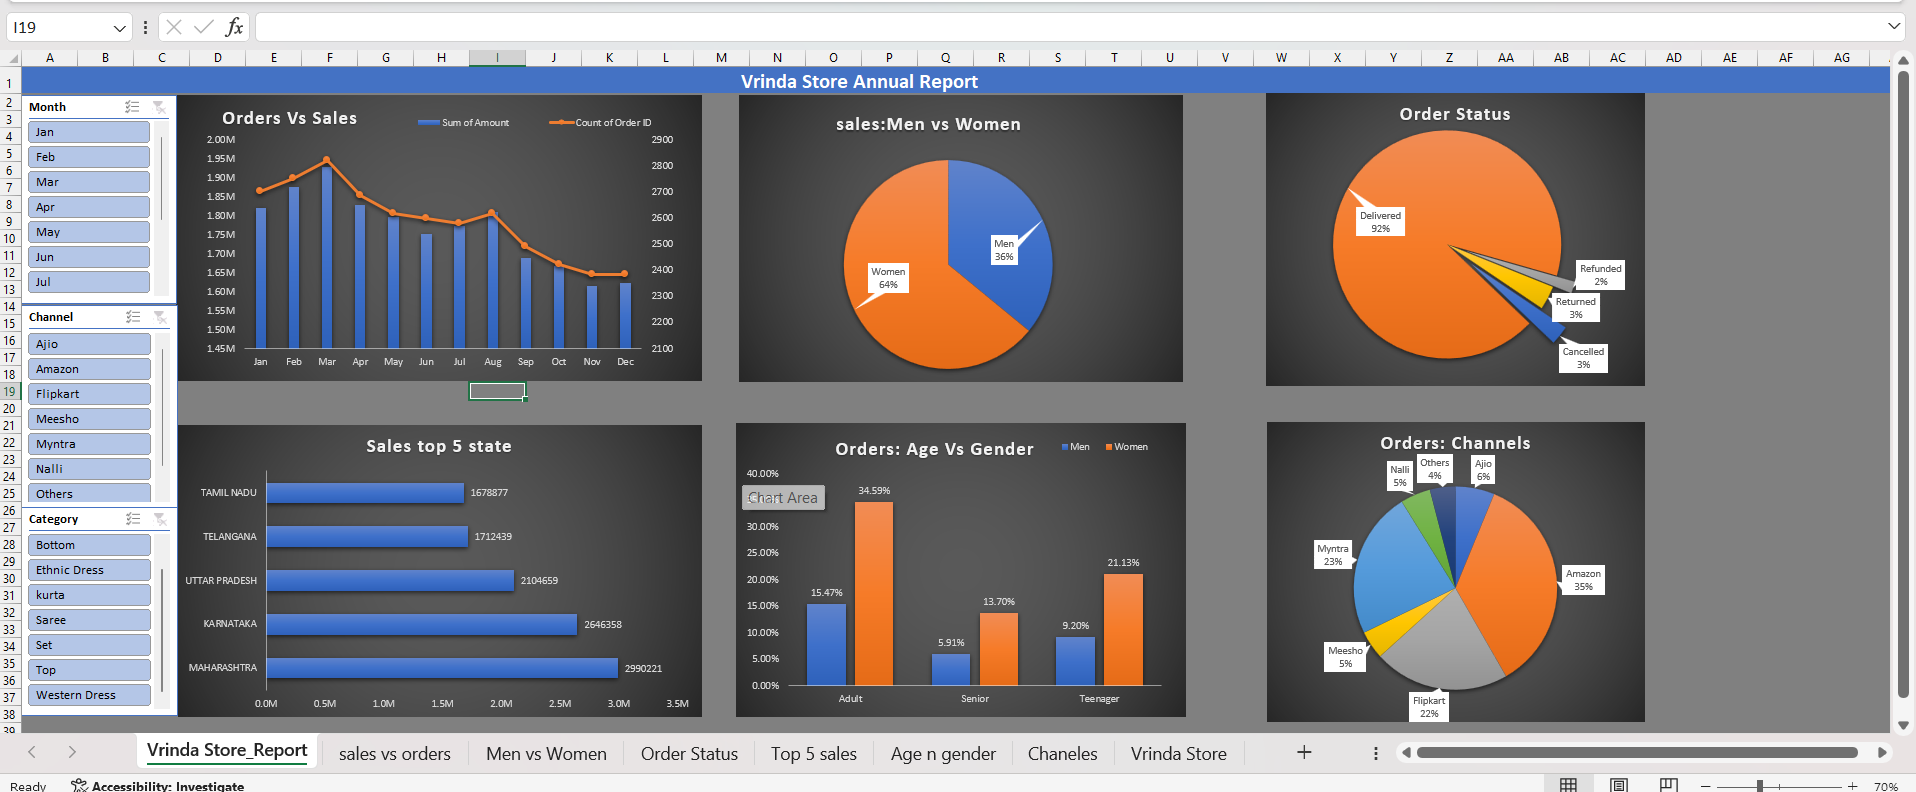 I19
fx
A B C D E F G H I J K L M N O P Q R S T U V W X Y Z AA AB AC AD AE AF AG
1
2
3
4
5
6
7
8
9
10
11
12
13
14
15
16
17
18
19
20
21
22
23
24
25
26
27
28
29
30
31
32
33
34
35
36
37
38
39
Vrinda Store Annual Report
Month
Jan
Feb
Mar
Apr
May
Jun
Jul
Channel
Ajio
Amazon
Flipkart
Meesho
Myntra
Nalli
Others
Category
Bottom
Ethnic Dress
kurta
Saree
Set
Top
Western Dress
Orders Vs Sales
Sum of Amount
Count of Order ID
2.00M
1.95M
1.90M
1.85M
1.80M
1.75M
1.70M
1.65M
1.60M
1.55M
1.50M
1.45M
2900
2800
2700
2600
2500
2400
2300
2200
2100
Jan Feb Mar Apr May Jun Jul Aug Sep Oct Nov Dec
sales:Men vs Women
Men
36%
Women
64%
Order Status
Delivered
92%
Refunded
2%
Returned
3%
Cancelled
3%
Sales top 5 state
TAMIL NADU 1678877
TELANGANA 1712439
UTTAR PRADESH 2104659
KARNATAKA 2646358
MAHARASHTRA 2990221
0.0M 0.5M 1.0M 1.5M 2.0M 2.5M 3.0M 3.5M
Orders: Age Vs Gender
Men Women
40.00%
Chart Area
30.00%
25.00%
20.00%
15.00%
10.00%
5.00%
0.00%
15.47%
34.59%
5.91%
13.70%
9.20%
21.13%
Adult Senior Teenager
Orders: Channels
Nalli
5%
Others
4%
Ajio
6%
Myntra
23%
Amazon
35%
Meesho
5%
Flipkart
22%
Vrinda Store_Report sales vs orders Men vs Women Order Status Top 5 sales Age n gender Chaneles Vrinda Store
Ready Accessibility: Investigate 70%